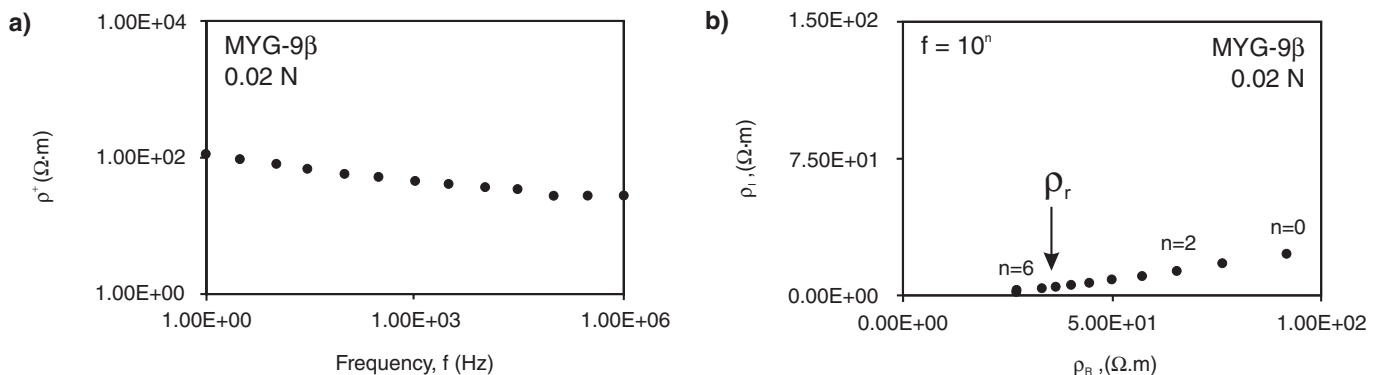 a)
1.00E+04
1.00E+02
1.00E+00
ρ⁺ (Ω·m)
MYG-9β
0.02 N
1.00E+00
1.00E+03
1.00E+06
Frequency, f (Hz)
b)
1.50E+02
7.50E+01
0.00E+00
ρI ,(Ω·m)
f = 10ⁿ
MYG-9β
0.02 N
ρr
n=6
n=2
n=0
0.00E+00
5.00E+01
1.00E+02
ρR ,(Ω.m)